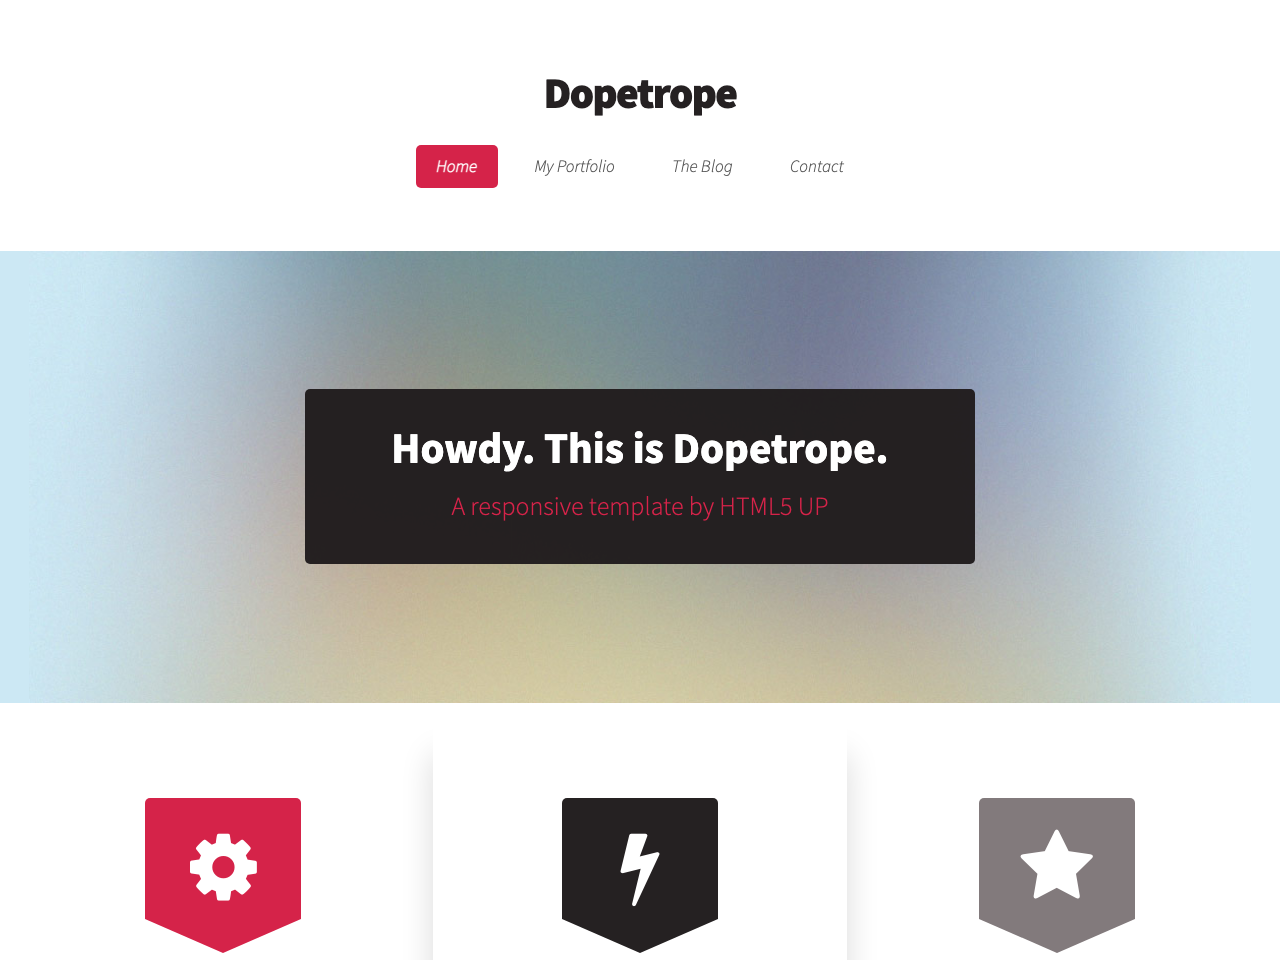 Dopetrope
Home My Portfolio The Blog Contact
Howdy. This is Dopetrope.
A responsive template by HTML5 UP